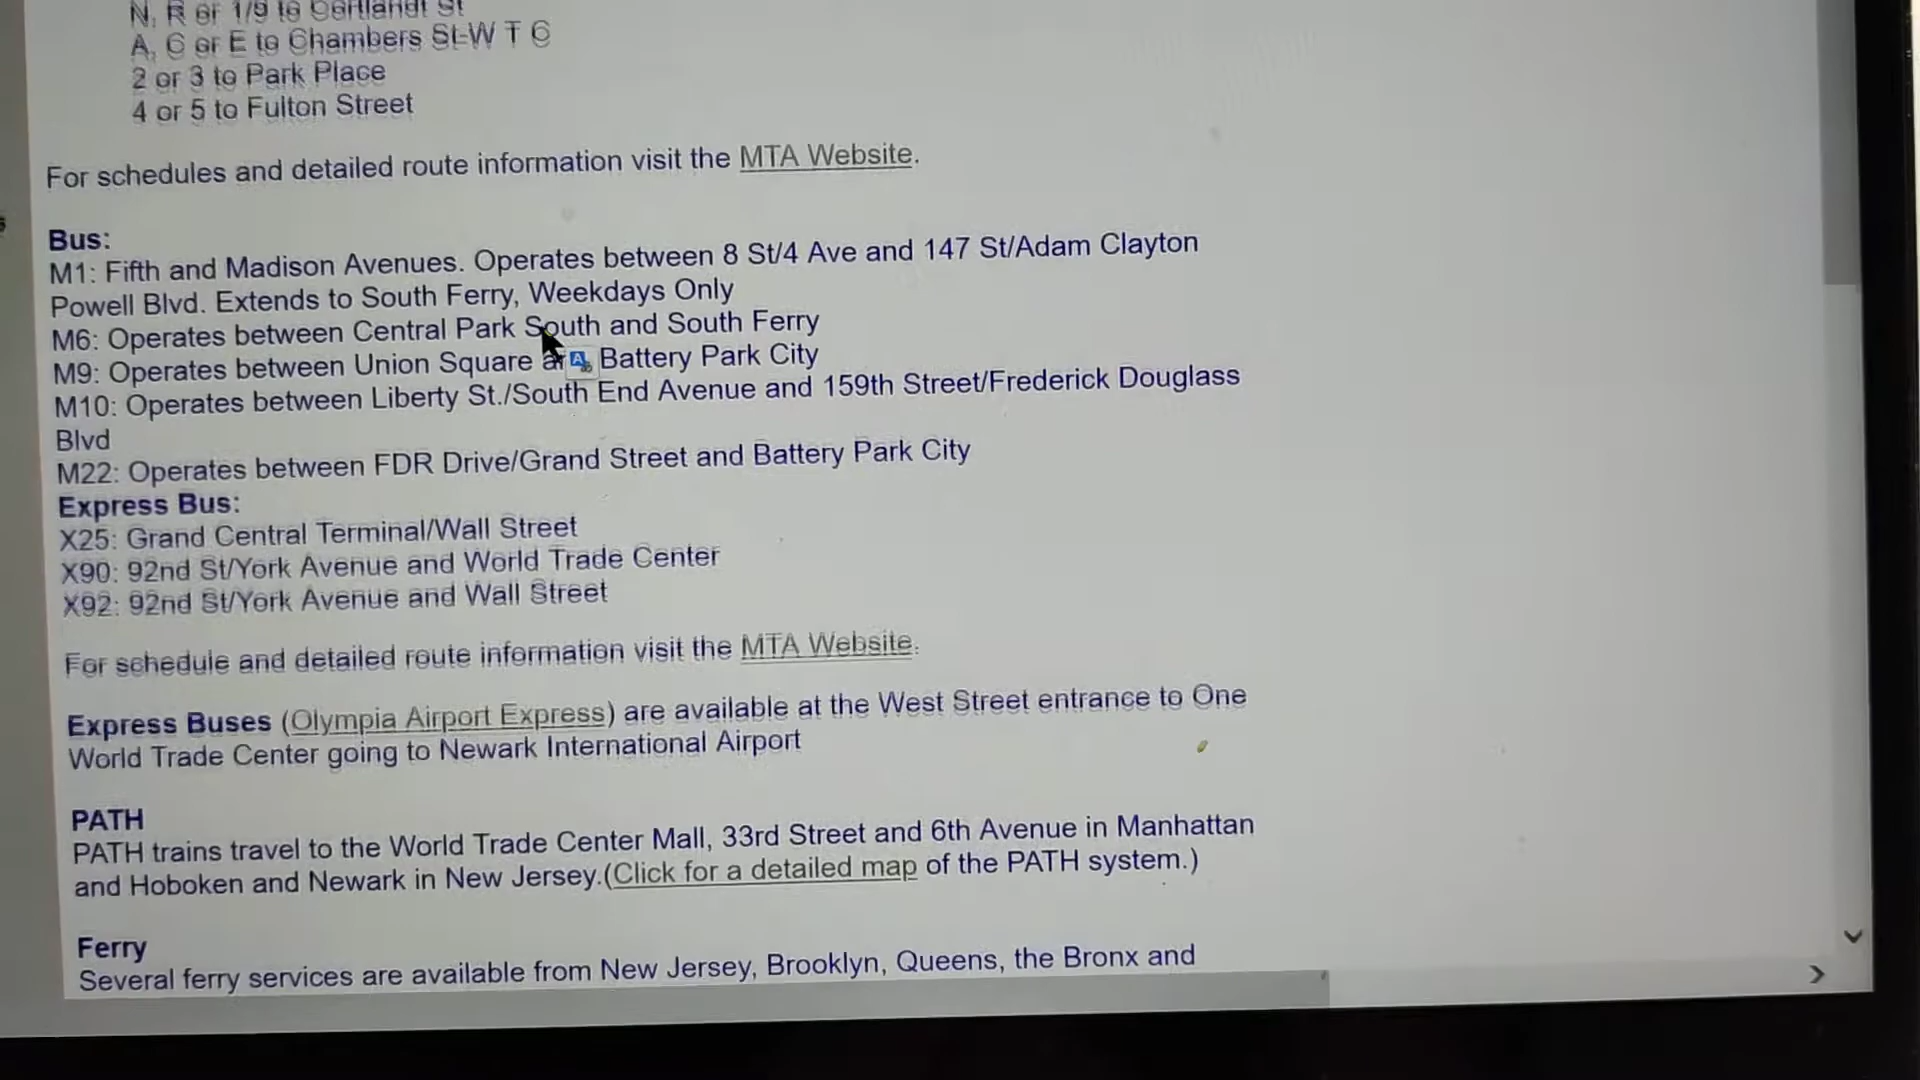 N, R or 1/9 to Cortlandt St
A, C or E to Chambers St-W T C
2 or 3 to Park Place
4 or 5 to Fulton Street
For schedules and detailed route information visit the MTA Website.
Bus:
M1: Fifth and Madison Avenues. Operates between 8 St/4 Ave and 147 St/Adam Clayton
Powell Blvd. Extends to South Ferry, Weekdays Only
M6: Operates between Central Park South and South Ferry
M9: Operates between Union Square Battery Park City
M10: Operates between Liberty St./South End Avenue and 159th Street/Frederick Douglass
Blvd
M22: Operates between FDR Drive/Grand Street and Battery Park City
Express Bus:
X25: Grand Central Terminal/Wall Street
X90: 92nd St/York Avenue and World Trade Center
X92: 92nd St/York Avenue and Wall Street
For schedule and detailed route information visit the MTA Website.
Express Buses (Olympia Airport Express) are available at the West Street entrance to One
World Trade Center going to Newark International Airport
PATH
PATH trains travel to the World Trade Center Mall, 33rd Street and 6th Avenue in Manhattan
and Hoboken and Newark in New Jersey.(Click for a detailed map of the PATH system.)
Ferry
Several ferry services are available from New Jersey, Brooklyn, Queens, the Bronx and